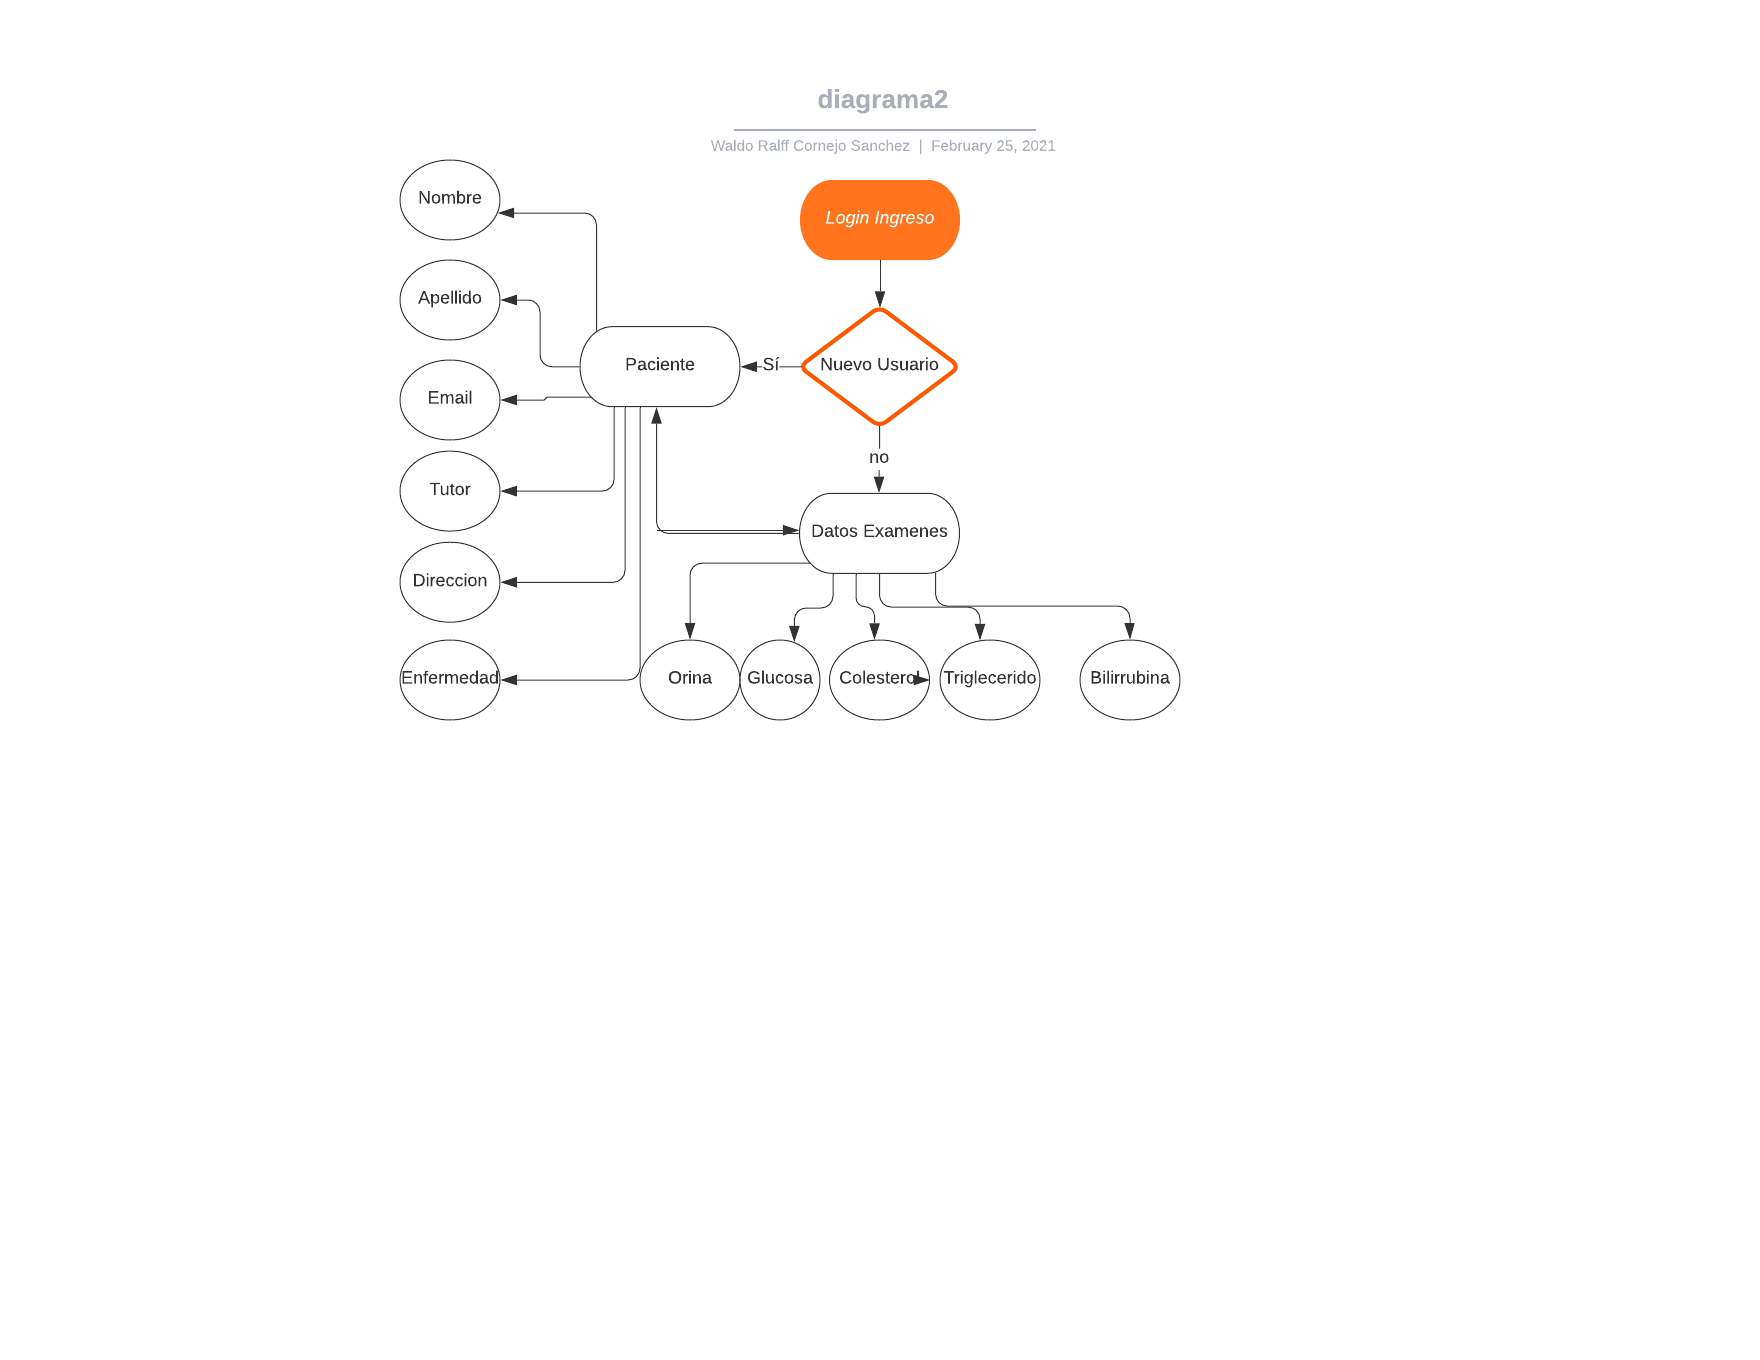 diagrama2
Waldo Ralff Cornejo Sanchez | February 25, 2021
Nombre
Login Ingreso
Apellido
Paciente
Sí
Nuevo Usuario
Email
no
Tutor
Datos Examenes
Direccion
Enfermedad
Orina
Glucosa
Colesterol
Triglecerido
Bilirrubina